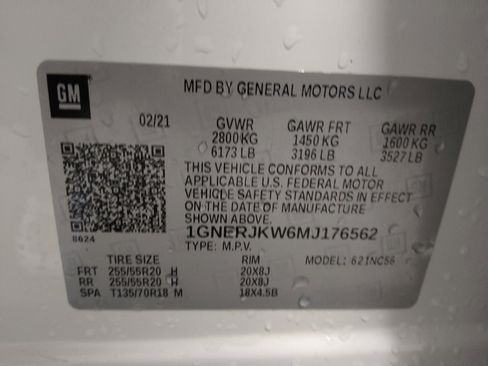 GM
MFD BY GENERAL MOTORS LLC
02/21
GVWR GAWR FRT GAWR RR
2800 KG 1450 KG 1600 KG
6173 LB 3196 LB 3527 LB
THIS VEHICLE CONFORMS TO ALL
APPLICABLE U.S. FEDERAL MOTOR
VEHICLE SAFETY STANDARDS IN EFFECT
ON THE DATE OF MANUFACTURE
SHOWN ABOVE.
8624
1GNERJKW6MJ176562
TYPE: M.P.V. MODEL: 621NC56
TIRE SIZE RIM
FRT 255/55R20 H 20X8J
RR 255/55R20 H 20X8J
SPA T135/70R18 M 18X4.5B